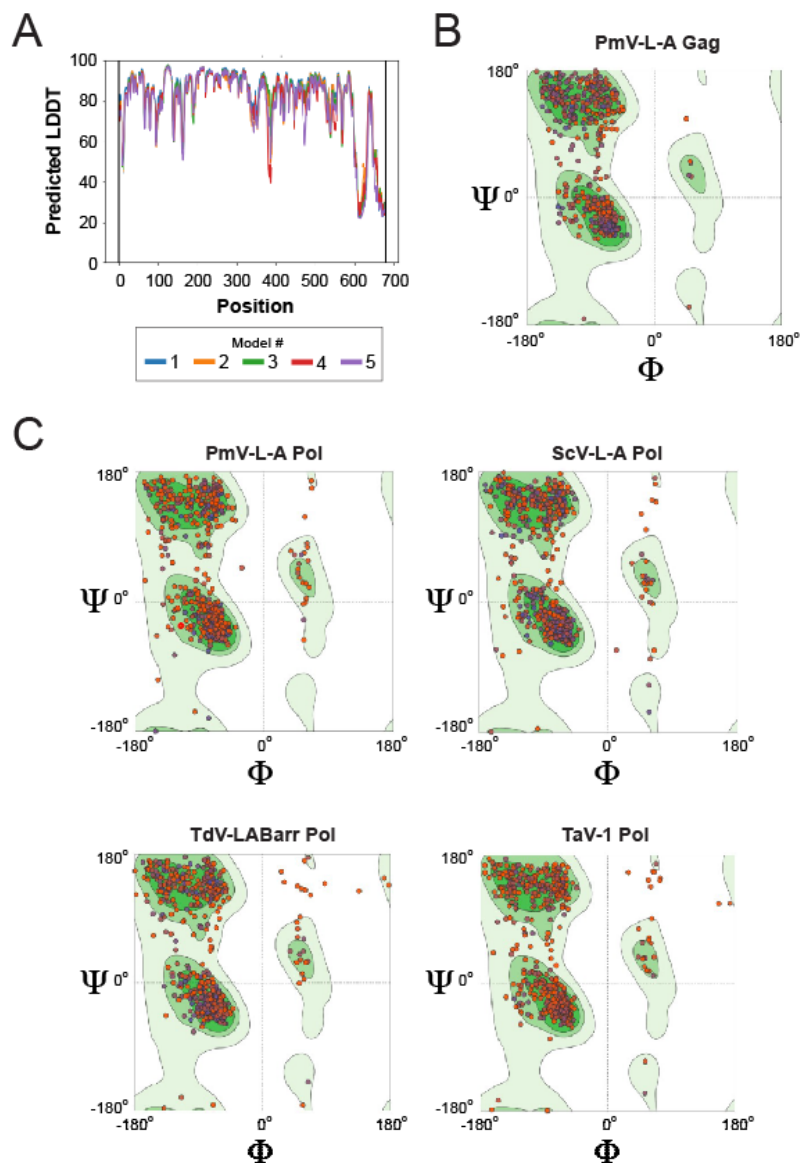 A
B
PmV-L-A Gag
Predicted LDDT
100
80
60
40
20
0
0 100 200 300 400 500 600 700
Position
Model #
1 2 3 4 5
180°
Ψ 0°
-180°
-180° 0° 180°
Φ
C
PmV-L-A Pol
180°
Ψ 0°
-180°
-180° 0° 180°
Φ
ScV-L-A Pol
180°
Ψ 0°
-180°
-180° 0° 180°
Φ
TdV-LABarr Pol
180°
Ψ 0°
-180°
-180° 0° 180°
Φ
TaV-1 Pol
180°
Ψ 0°
-180°
-180° 0° 180°
Φ